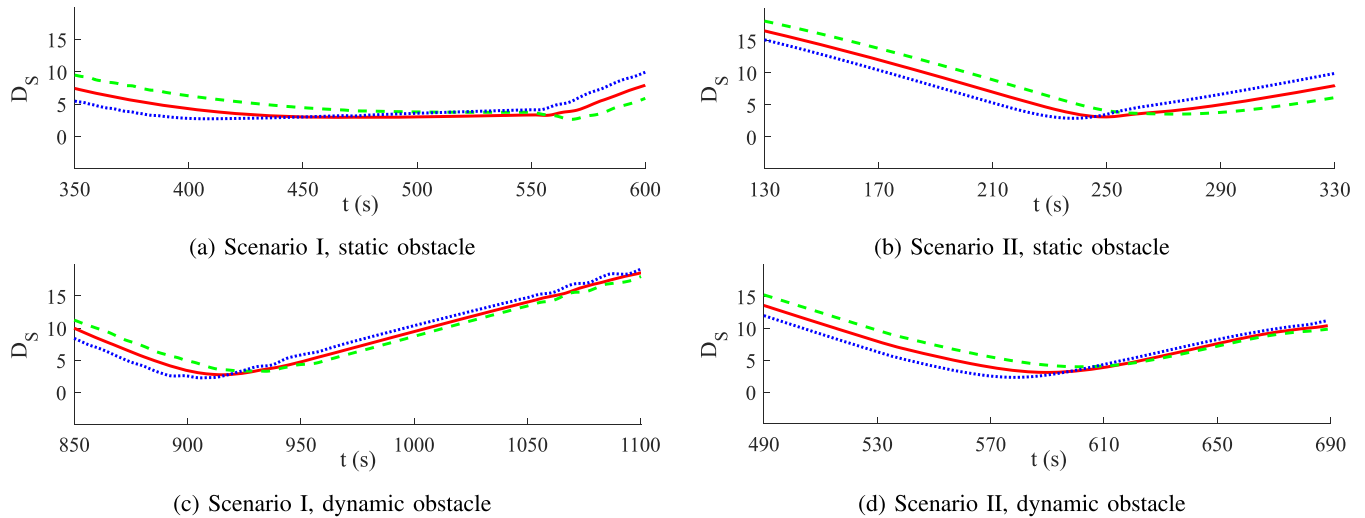 15
10
5
0
D_S
350 400 450 500 550 600
t (s)
(a) Scenario I, static obstacle
15
10
5
0
D_S
130 170 210 250 290 330
t (s)
(b) Scenario II, static obstacle
15
10
5
0
D_S
850 900 950 1000 1050 1100
t (s)
(c) Scenario I, dynamic obstacle
15
10
5
0
D_S
490 530 570 610 650 690
t (s)
(d) Scenario II, dynamic obstacle